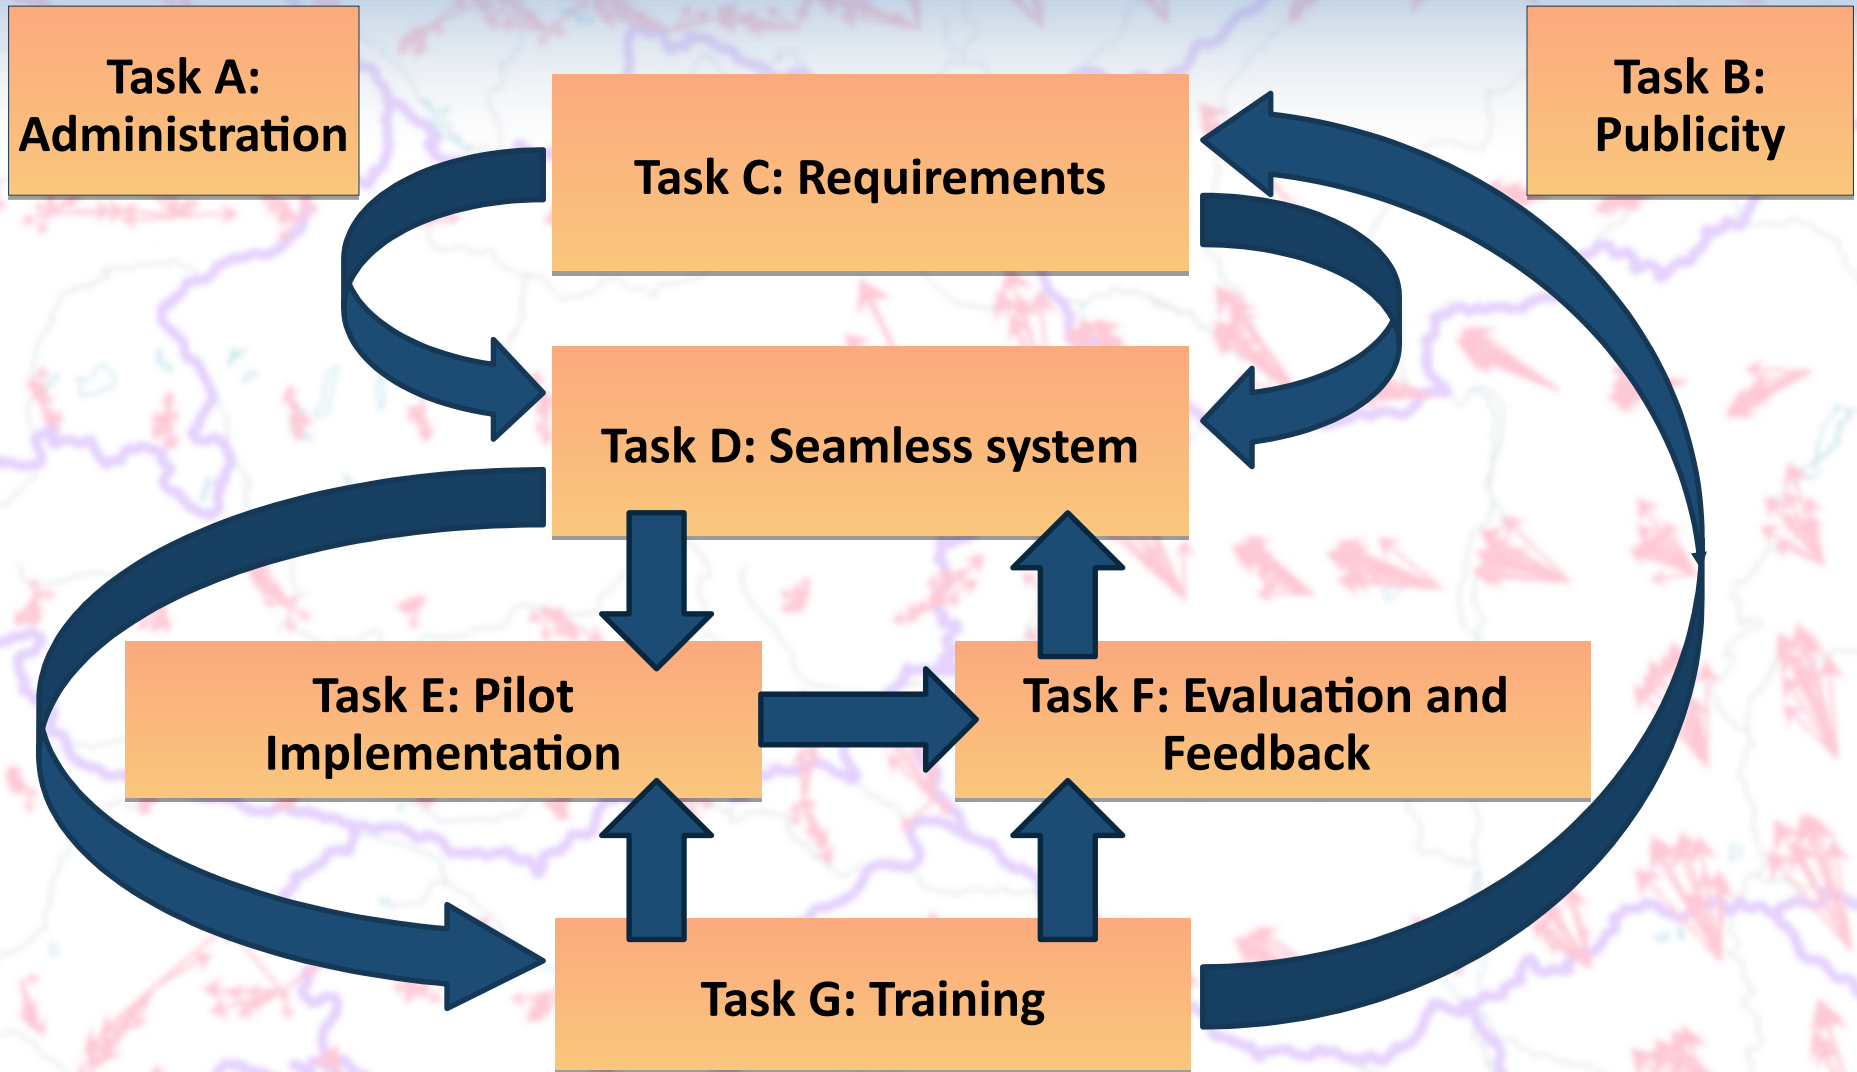 Task A:
Administration
Task B:
Publicity
Task C: Requirements
Task D: Seamless system
Task E: Pilot
Implementation
Task F: Evaluation and
Feedback
Task G: Training